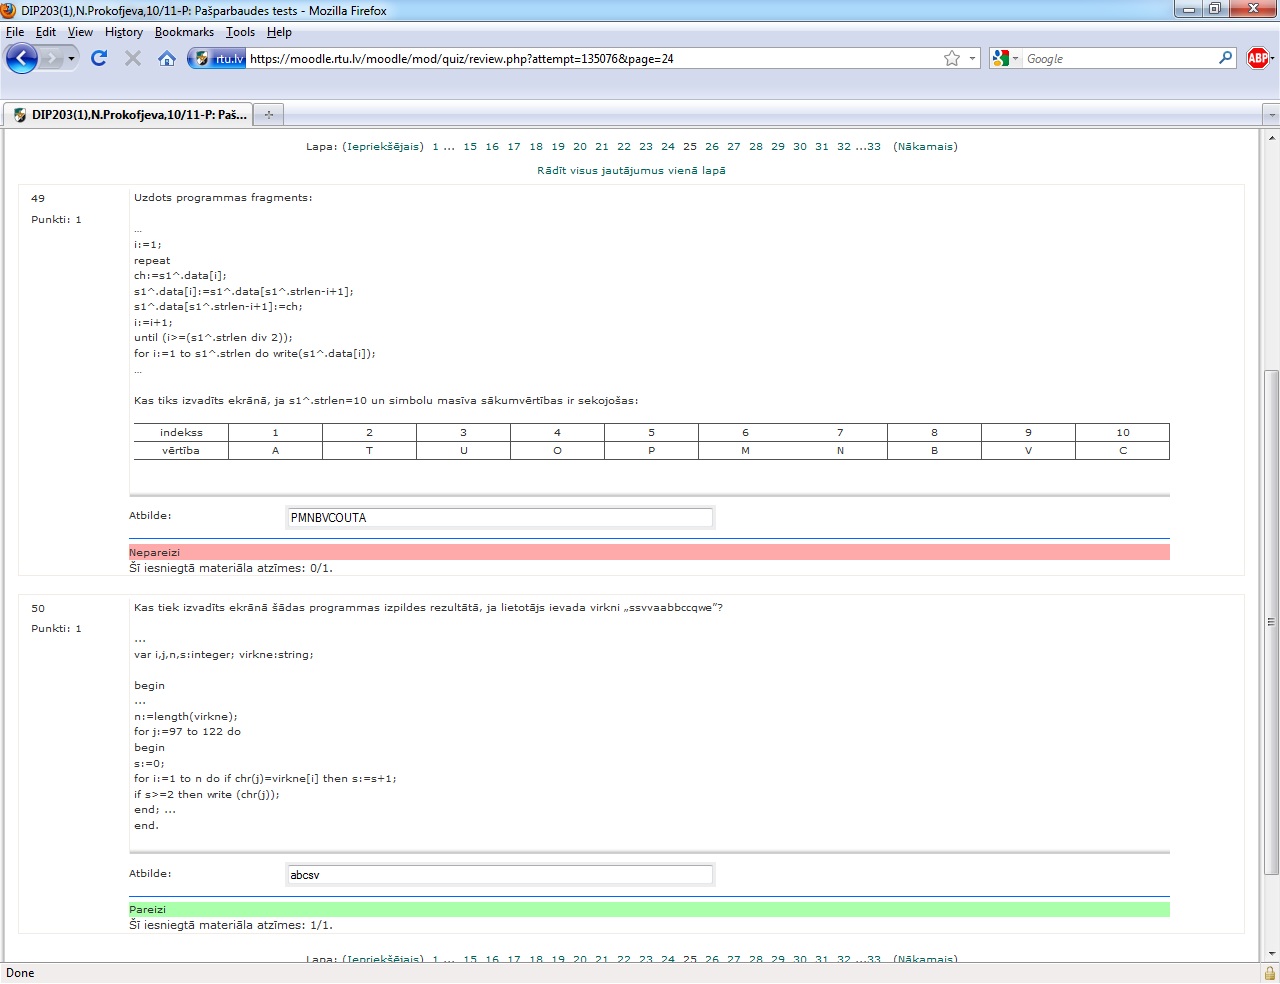 DIP203(1),N.Prokofjeva,10/11-P: Pašparbaudes tests - Mozilla Firefox
File Edit View History Bookmarks Tools Help
rtu.lv https://moodle.rtu.lv/moodle/mod/quiz/review.php?attempt=135076&page=24 Google ABP
DIP203(1),N.Prokofjeva,10/11-P: Paš...
Lapa: (Iepriekšējais) 1 ... 15 16 17 18 19 20 21 22 23 24 25 26 27 28 29 30 31 32 ...33 (Nākamais)
Rādīt visus jautājumus vienā lapā
49
Punkti: 1
Uzdots programmas fragments:
...
i:=1;
repeat
ch:=s1^.data[i];
s1^.data[i]:=s1^.data[s1^.strlen-i+1];
s1^.data[s1^.strlen-i+1]:=ch;
i:=i+1;
until (i>=(s1^.strlen div 2));
for i:=1 to s1^.strlen do write(s1^.data[i]);
...
Kas tiks izvadīts ekrānā, ja s1^.strlen=10 un simbolu masīva sākumvērtības ir sekojošas:
indekss 1 2 3 4 5 6 7 8 9 10
vērtība A T U O P M N B V C
Atbilde: PMNBVCOUTA
Nepareizi
Šī iesniegtā materiāla atzīmes: 0/1.
50
Punkti: 1
Kas tiek izvadīts ekrānā šādas programmas izpildes rezultātā, ja lietotājs ievada virkni „ssvvaabbccqwe”?
...
var i,j,n,s:integer; virkne:string;
begin
...
n:=length(virkne);
for j:=97 to 122 do
begin
s:=0;
for i:=1 to n do if chr(j)=virkne[i] then s:=s+1;
if s>=2 then write (chr(j));
end; ...
end.
Atbilde: abcsv
Pareizi
Šī iesniegtā materiāla atzīmes: 1/1.
Lapa: (Iepriekšējais) 1 ... 15 16 17 18 19 20 21 22 23 24 25 26 27 28 29 30 31 32 ...33 (Nākamais)
Done